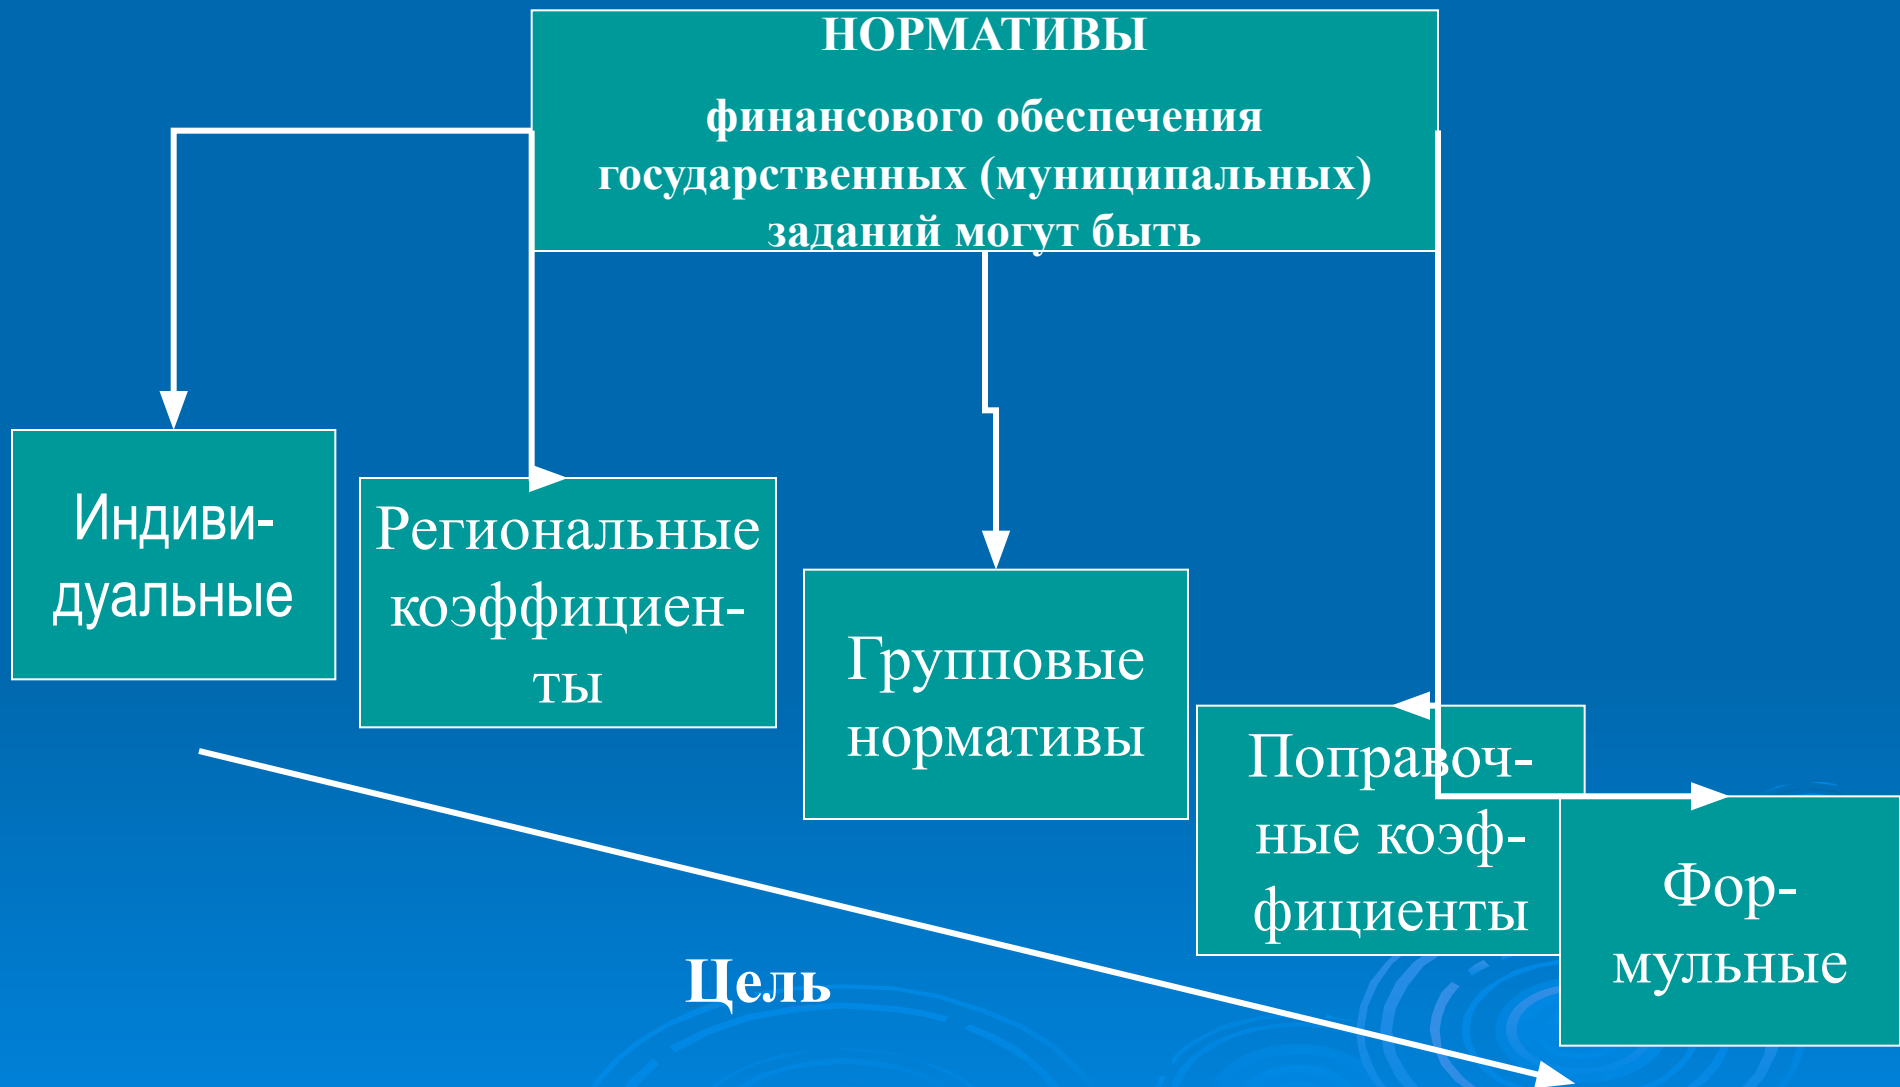 НОРМАТИВЫ
финансового обеспечения
государственных (муниципальных)
заданий могут быть
Индиви-
дуальные
Региональные
коэффициен-
ты
Групповые
нормативы
Поправоч-
ные коэф-
фициенты
Фор-
мульные
Цель